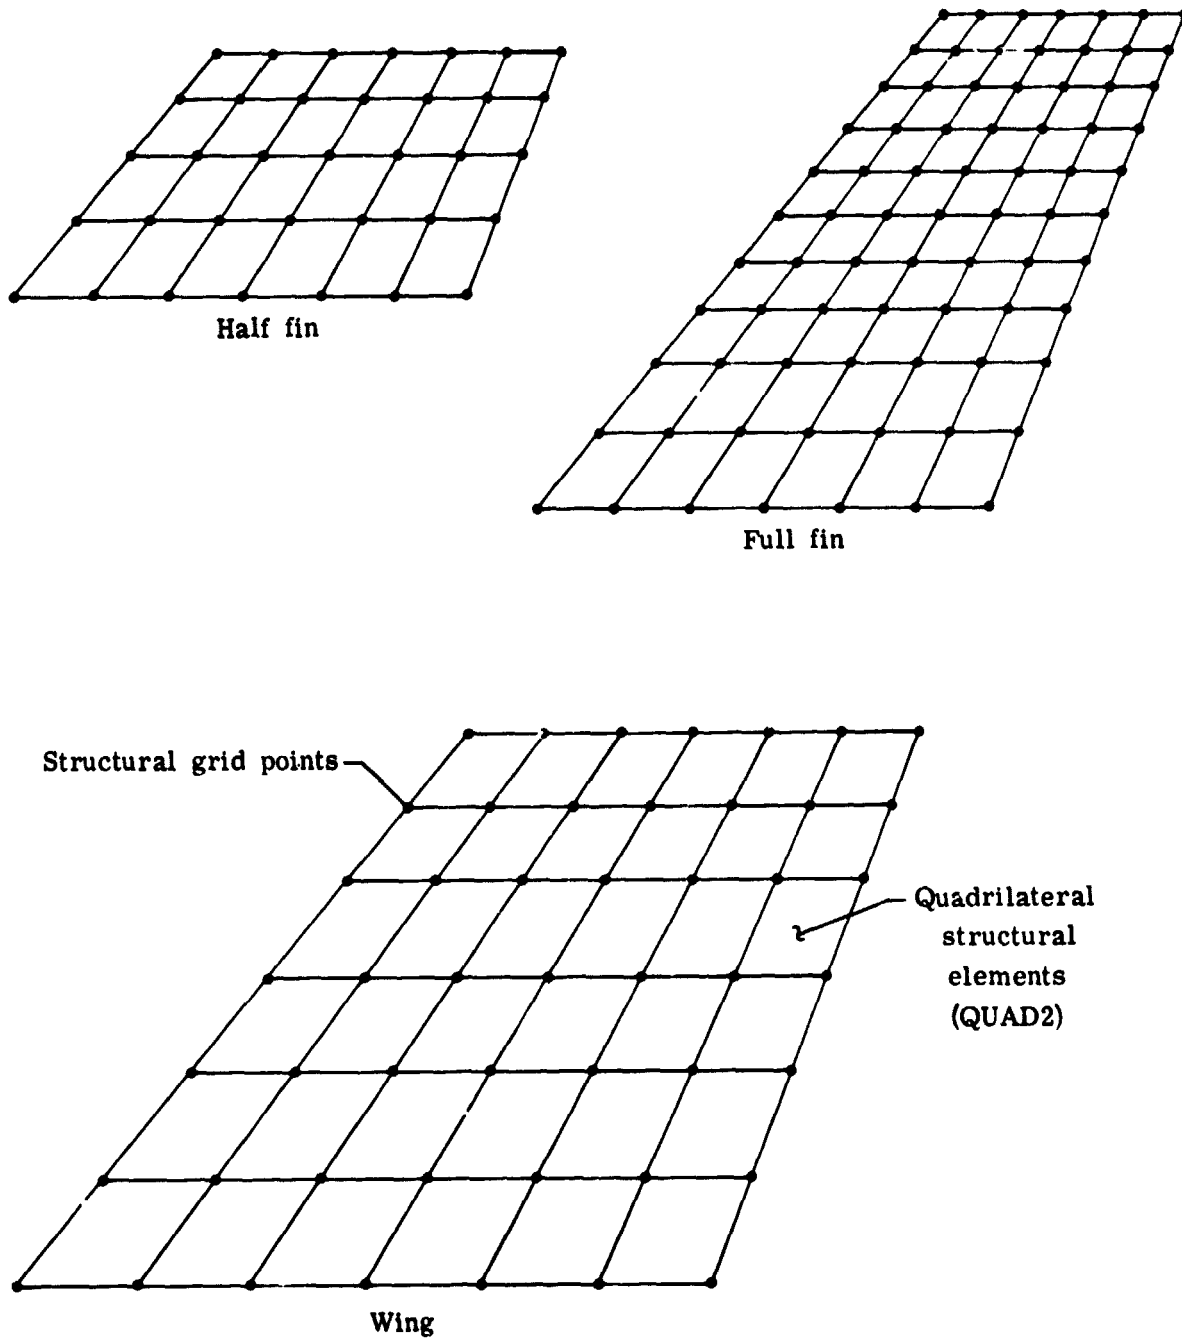 Half fin
Full fin
Structural grid points
Quadrilateral
structural
elements
(QUAD2)
Wing